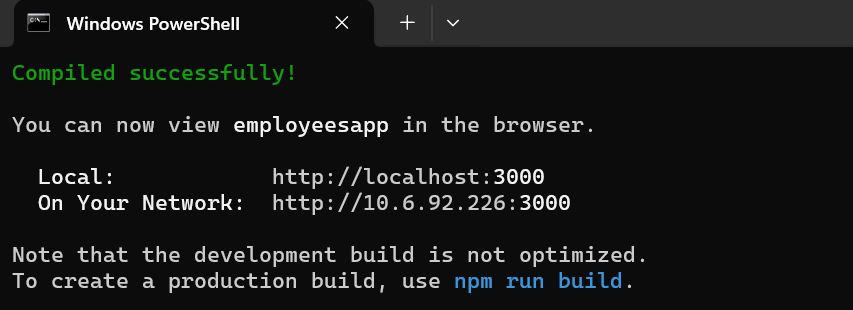 Windows PowerShell
Compiled successfully!
You can now view employeesapp in the browser.
Local: http://localhost:3000
On Your Network: http://10.6.92.226:3000
Note that the development build is not optimized.
To create a production build, use npm run build.